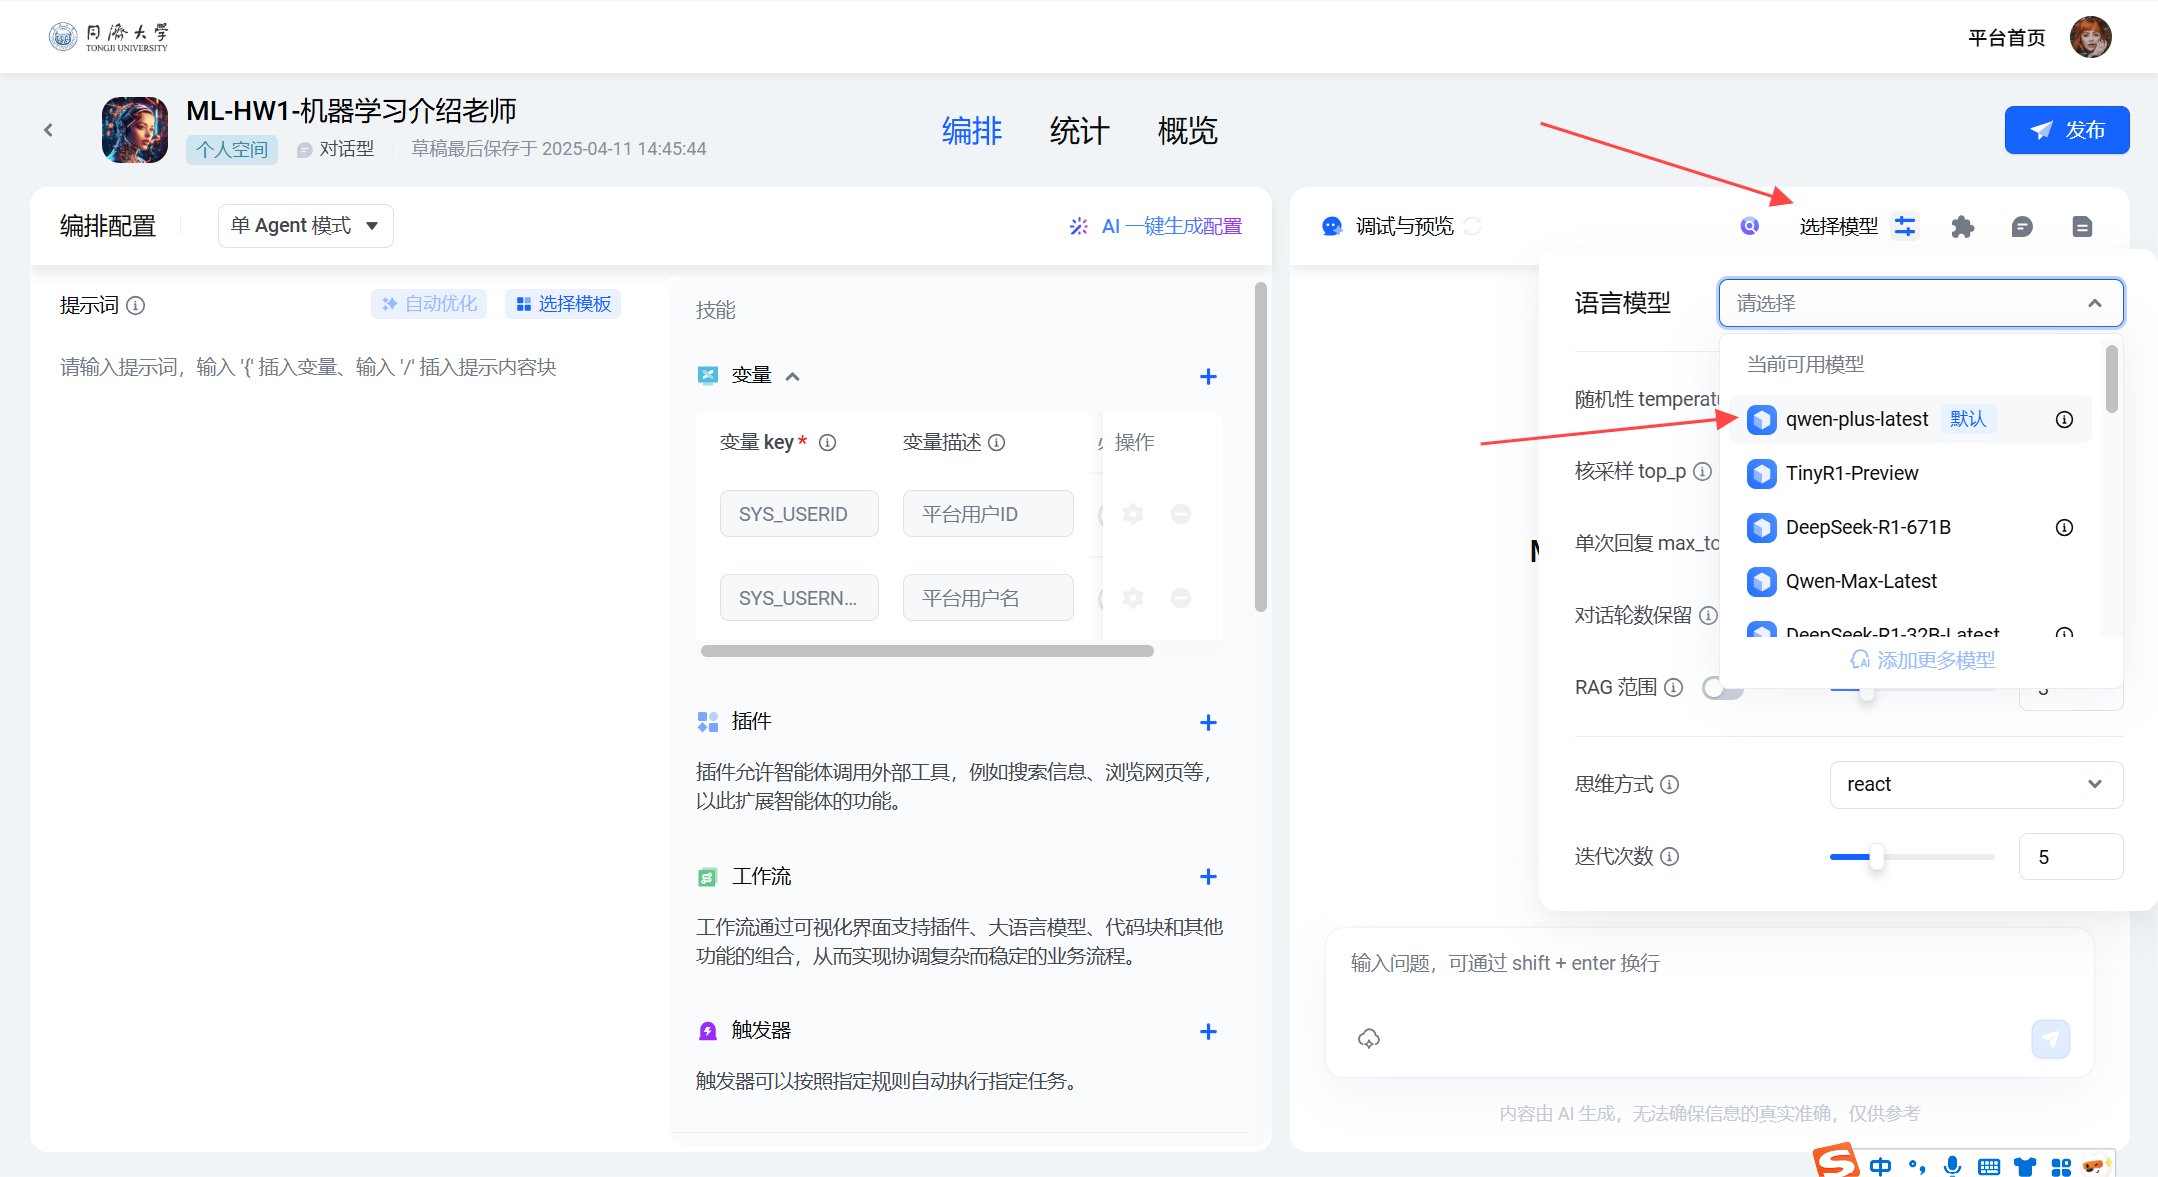 同濟大学
TONGJI UNIVERSITY
平台首页
ML-HW1-机器学习介绍老师
个人空间
对话型
草稿最后保存于 2025-04-11 14:45:44
编排
统计
概览
发布
编排配置
单 Agent 模式
AI 一键生成配置
提示词
自动优化
选择模板
请输入提示词，输入 '{' 插入变量、输入 '/' 插入提示内容块
技能
变量
变量 key*
变量描述
操作
SYS_USERID
平台用户ID
SYS_USERN...
平台用户名
插件
插件允许智能体调用外部工具，例如搜索信息、浏览网页等，
以此扩展智能体的功能。
工作流
工作流通过可视化界面支持插件、大语言模型、代码块和其他
功能的组合，从而实现协调复杂而稳定的业务流程。
触发器
触发器可以按照指定规则自动执行指定任务。
调试与预览
选择模型
语言模型
请选择
当前可用模型
qwen-plus-latest
默认
TinyR1-Preview
DeepSeek-R1-671B
Qwen-Max-Latest
DeepSeek-R1-32B-Latest
添加更多模型
随机性 temperatu
核采样 top_p
单次回复 max_to
对话轮数保留
RAG 范围
思维方式
react
迭代次数
5
输入问题，可通过 shift + enter 换行
内容由 AI 生成，无法确保信息的真实准确，仅供参考
中